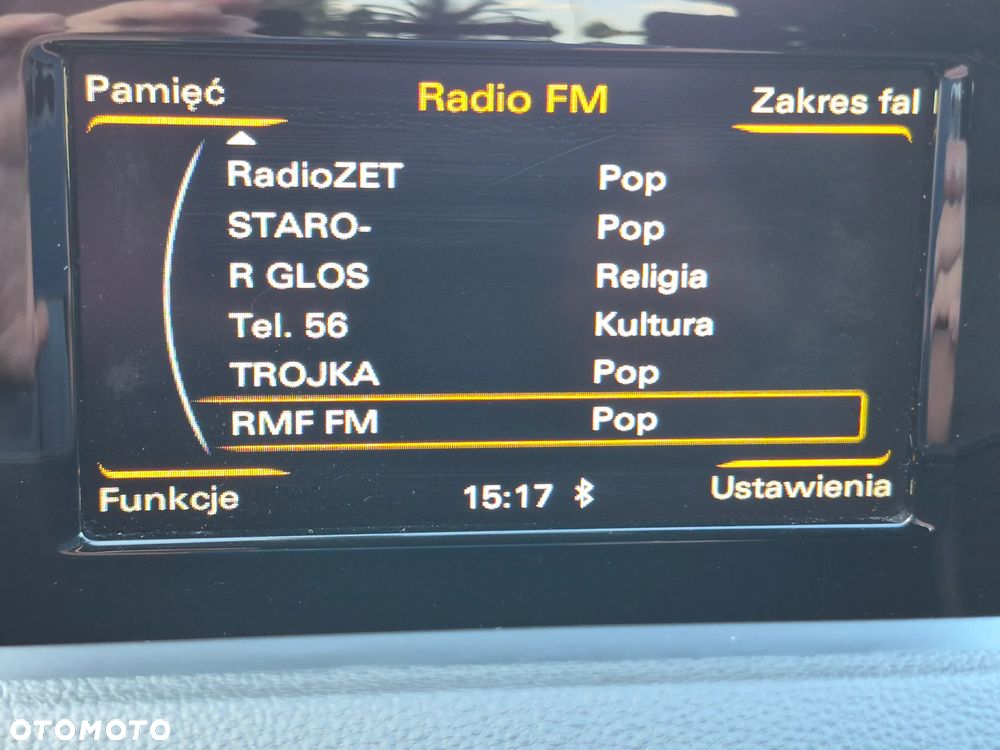 Pamięć Radio FM Zakres fal
RadioZET Pop
STARO- Pop
R GLOS Religia
Tel. 56 Kultura
TROJKA Pop
RMF FM Pop
Funkcje 15:17 Ustawienia
OTOMOTO